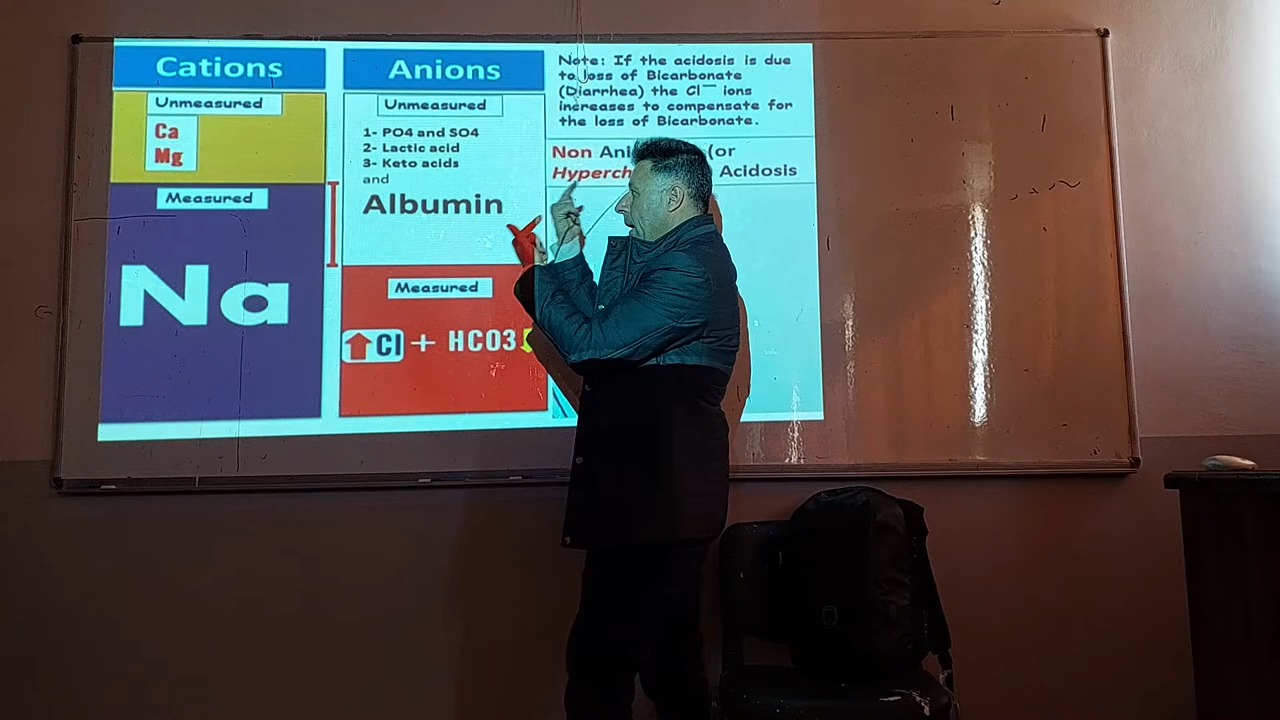 Cations
Unmeasured
Ca
Mg
Measured
Na
Anions
Unmeasured
1- PO4 and SO4
2- Lactic acid
3- Keto acids
and
Albumin
Measured
Cl + HCO3
Note: If the acidosis is due
to loss of Bicarbonate
(Diarrhea) the Cl¯ ions
increases to compensate for
the loss of Bicarbonate.
Non (or
Acidosis